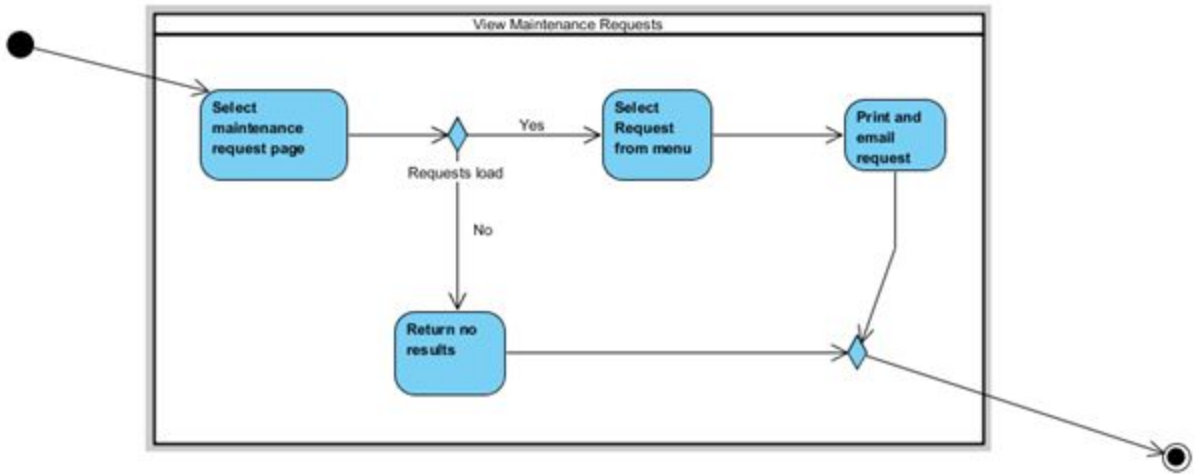 View Maintenance Requests
Select
maintenance
request page
Yes
Select
Request
from menu
Print and
email
request
Requests load
No
Return no
results